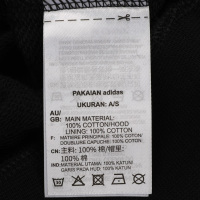 PAKAIAN adidas
UKURAN: A/S
AU/
GB: MAIN MATERIAL:
100% COTTON/HOOD
LINING: 100% COTTON
F: MATIERE PRINCIPALE: 100% COTON/
DOUBLURE CAPUCHE: 100%
COTON
CN: 主料: 100% 棉/帽里:
100% 棉
IND: MATERIAL UTAMA: 100% KATUN/
GARIS PADA HUD: 100% KATUN